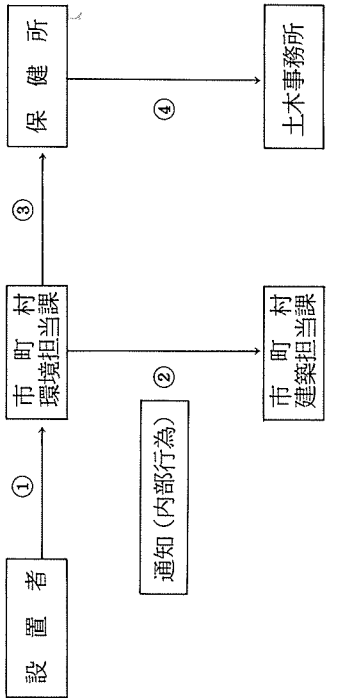 設置者
①
市町村
環境担当課
③
保健所
②
④
通知(内部行為)
市町村
建築担当課
土木事務所